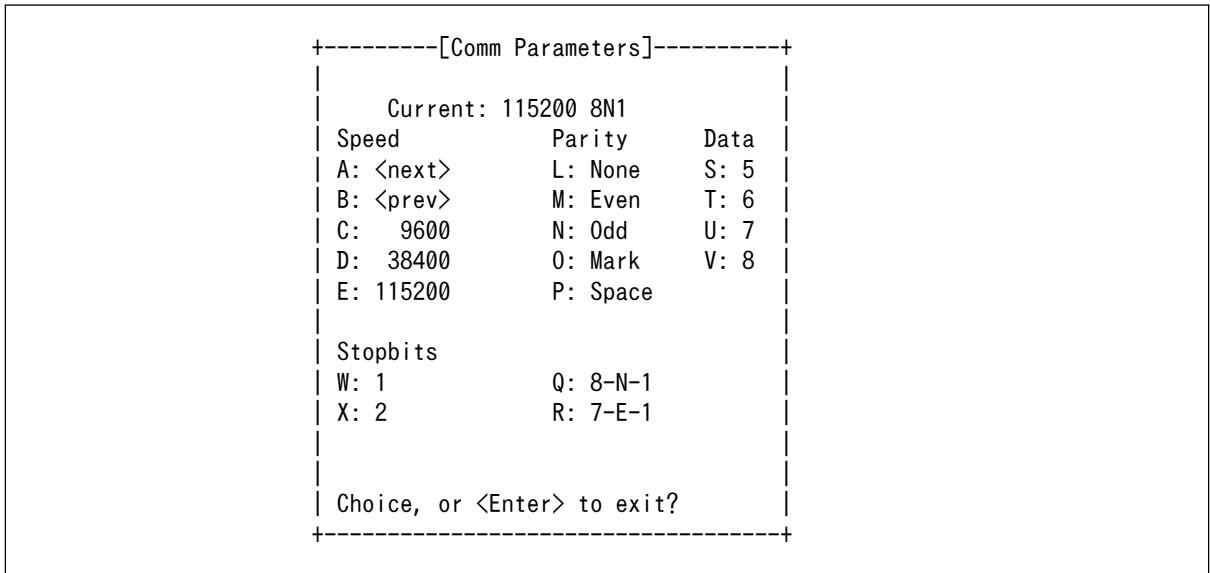 +---------[Comm Parameters]----------+
|                                    |
|     Current: 115200 8N1            |
| Speed            Parity      Data  |
| A: <next>        L: None     S: 5  |
| B: <prev>        M: Even     T: 6  |
| C:   9600        N: Odd      U: 7  |
| D:  38400        O: Mark     V: 8  |
| E: 115200        P: Space          |
|                                    |
| Stopbits                           |
| W: 1             Q: 8-N-1          |
| X: 2             R: 7-E-1          |
|                                    |
|                                    |
| Choice, or <Enter> to exit?        |
+------------------------------------+